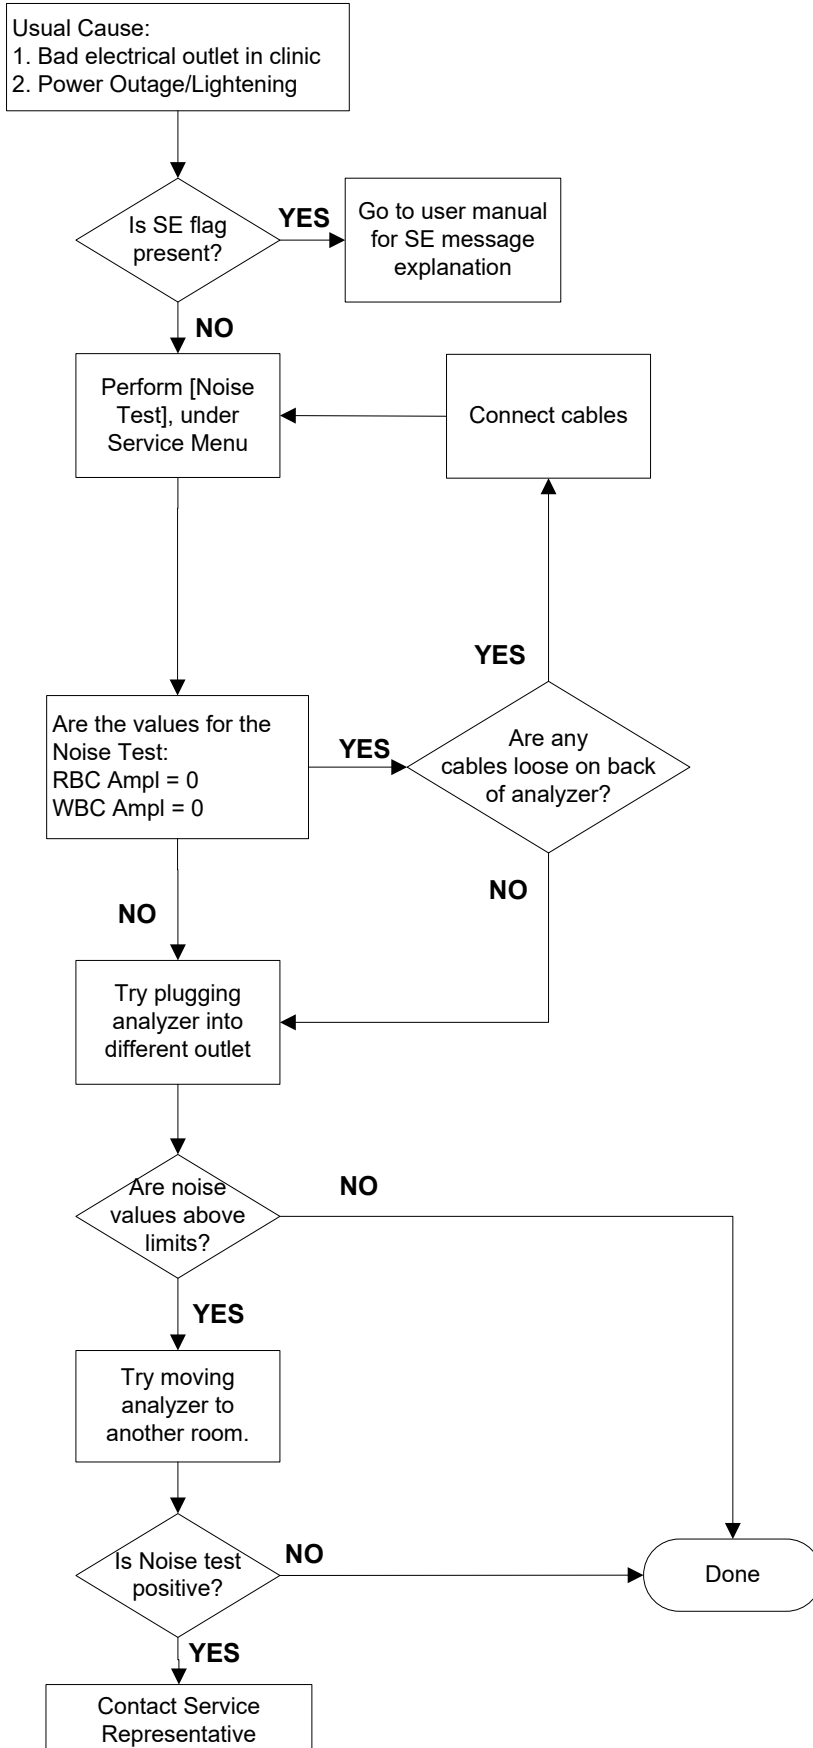 Usual Cause:
1. Bad electrical outlet in clinic
2. Power Outage/Lightening
Is SE flag
present?
YES
Go to user manual
for SE message
explanation
NO
Perform [Noise
Test], under
Service Menu
Connect cables
YES
Are the values for the
Noise Test:
RBC Ampl = 0
WBC Ampl = 0
YES
Are any
cables loose on back
of analyzer?
NO
NO
Try plugging
analyzer into
different outlet
Are noise
values above
limits?
NO
YES
Try moving
analyzer to
another room.
Is Noise test
positive?
NO
Done
YES
Contact Service
Representative